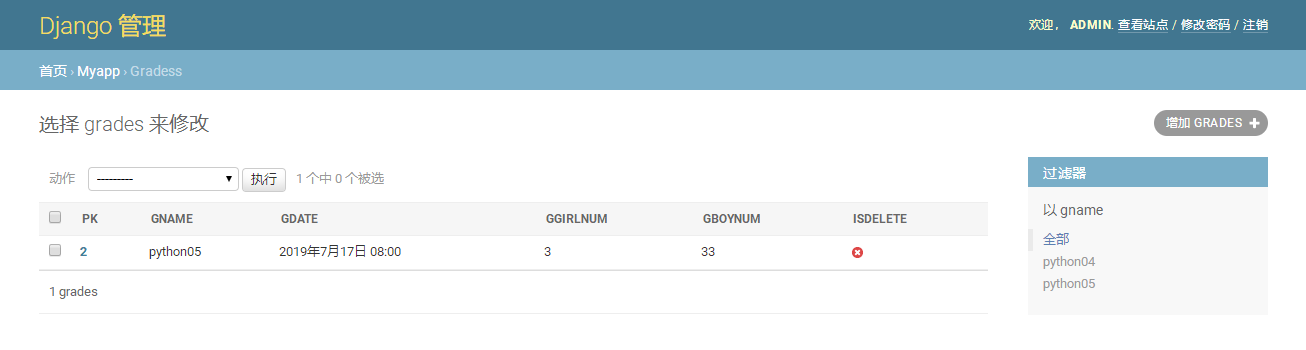 Django 管理
欢迎， ADMIN. 查看站点 / 修改密码 / 注销
首页 › Myapp › Gradess
选择 grades 来修改
增加 GRADES
动作 --------- 执行 1 个中 0 个被选
PK GNAME GDATE GGIRLNUM GBOYNUM ISDELETE
2 python05 2019年7月17日 08:00 3 33
1 grades
过滤器
以 gname
全部
python04
python05